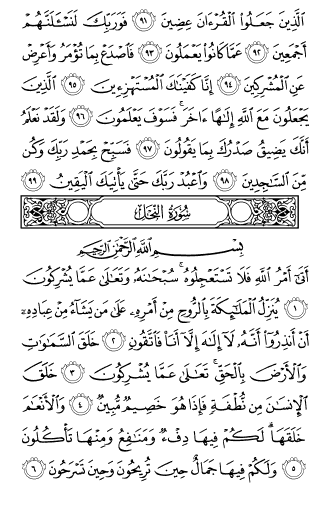 ٱلَّذِينَ جَعَلُوا۟ ٱلْقُرْءَانَ عِضِينَ ٩١ فَوَرَبِّكَ لَنَسْـَٔلَنَّهُمْ
أَجْمَعِينَ ٩٢ عَمَّا كَانُوا۟ يَعْمَلُونَ ٩٣ فَٱصْدَعْ بِمَا تُؤْمَرُ وَأَعْرِضْ
عَنِ ٱلْمُشْرِكِينَ ٩٤ إِنَّا كَفَيْنَـٰكَ ٱلْمُسْتَهْزِءِينَ ٩٥ ٱلَّذِينَ
يَجْعَلُونَ مَعَ ٱللَّهِ إِلَـٰهًا ءَاخَرَ ۚ فَسَوْفَ يَعْلَمُونَ ٩٦ وَلَقَدْ نَعْلَمُ
أَنَّكَ يَضِيقُ صَدْرُكَ بِمَا يَقُولُونَ ٩٧ فَسَبِّحْ بِحَمْدِ رَبِّكَ وَكُن
مِّنَ ٱلسَّـٰجِدِينَ ٩٨ وَٱعْبُدْ رَبَّكَ حَتَّىٰ يَأْتِيَكَ ٱلْيَقِينُ ٩٩
سُورَةُ النَّحْلِ
بِسْمِ ٱللَّهِ ٱلرَّحْمَـٰنِ ٱلرَّحِيمِ
أَتَىٰٓ أَمْرُ ٱللَّهِ فَلَا تَسْتَعْجِلُوهُ ۚ سُبْحَـٰنَهُۥ وَتَعَـٰلَىٰ عَمَّا يُشْرِكُونَ
١ يُنَزِّلُ ٱلْمَلَـٰٓئِكَةَ بِٱلرُّوحِ مِنْ أَمْرِهِۦ عَلَىٰ مَن يَشَآءُ مِنْ عِبَادِهِۦٓ
أَنْ أَنذِرُوٓا۟ أَنَّهُۥ لَآ إِلَـٰهَ إِلَّآ أَنَا۠ فَٱتَّقُونِ ٢ خَلَقَ ٱلسَّمَـٰوَٰتِ
وَٱلْأَرْضَ بِٱلْحَقِّ ۚ تَعَـٰلَىٰ عَمَّا يُشْرِكُونَ ٣ خَلَقَ
ٱلْإِنسَـٰنَ مِن نُّطْفَةٍ فَإِذَا هُوَ خَصِيمٌ مُّبِينٌ ٤ وَٱلْأَنْعَـٰمَ
خَلَقَهَا ۗ لَكُمْ فِيهَا دِفْءٌ وَمَنَـٰفِعُ وَمِنْهَا تَأْكُلُونَ
٥ وَلَكُمْ فِيهَا جَمَالٌ حِينَ تُرِيحُونَ وَحِينَ تَسْرَحُونَ ٦